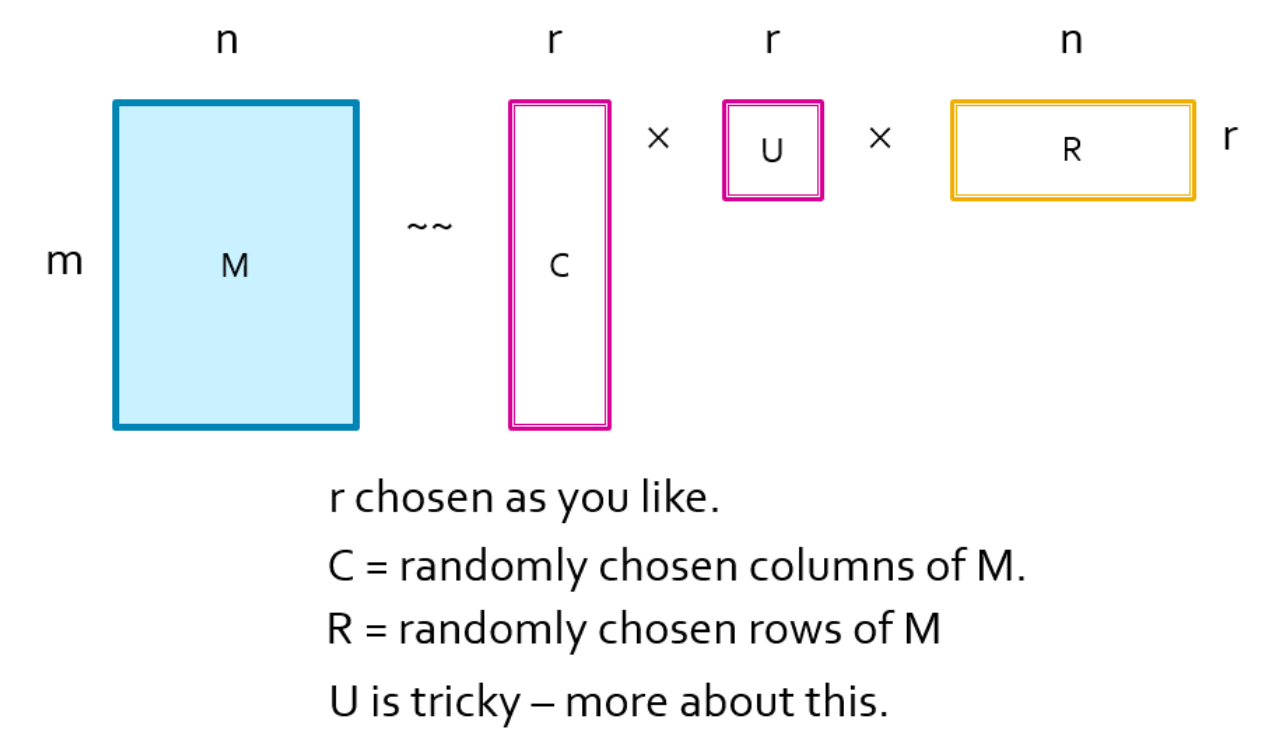 n r r n
× U × R r
m M ~~ C
r chosen as you like.
C = randomly chosen columns of M.
R = randomly chosen rows of M
U is tricky – more about this.